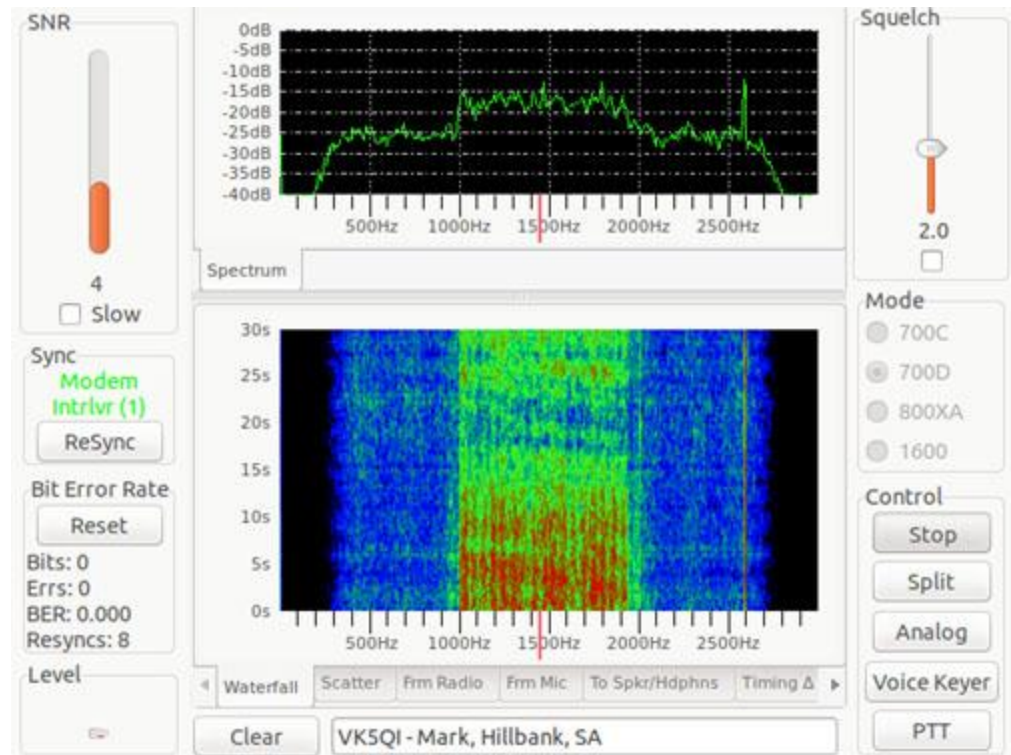 SNR
4
Slow
Sync
Modem
Intrlvr (1)
ReSync
Bit Error Rate
Reset
Bits: 0
Errs: 0
BER: 0.000
Resyncs: 8
Level
0dB
-5dB
-10dB
-15dB
-20dB
-25dB
-30dB
-35dB
-40dB
500Hz 1000Hz 1500Hz 2000Hz 2500Hz
Spectrum
30s
25s
20s
15s
10s
5s
0s
500Hz 1000Hz 1500Hz 2000Hz 2500Hz
Waterfall Scatter Frm Radio Frm Mic To Spkr/Hdphns Timing Δ
Clear VK5QI - Mark, Hillbank, SA
Squelch
2.0
Mode
700C
700D
800XA
1600
Control
Stop
Split
Analog
Voice Keyer
PTT